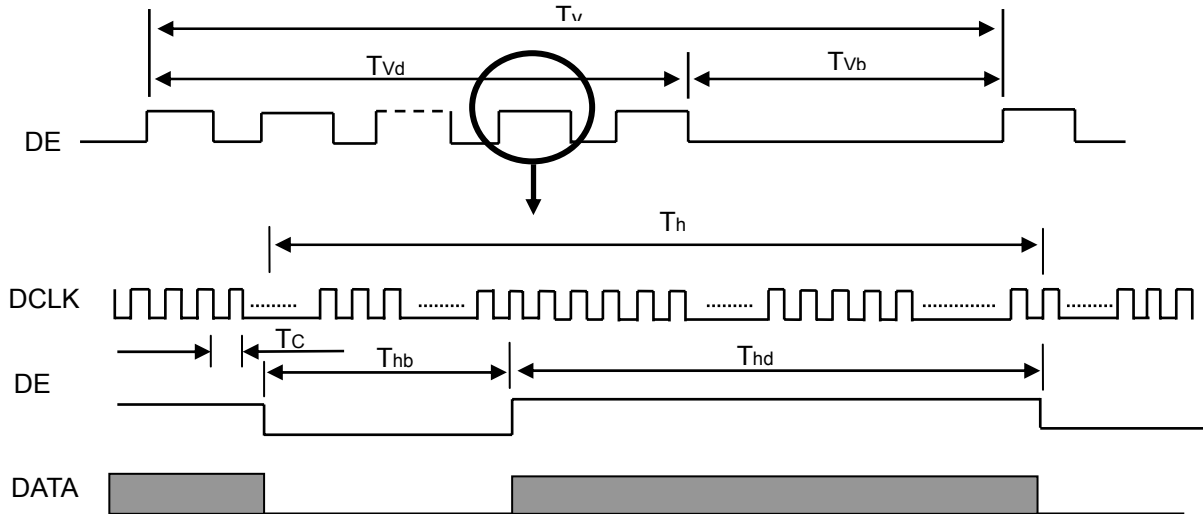 Tv
TVd
TVb
DE
Th
DCLK
TC
Thb
Thd
DE
DATA